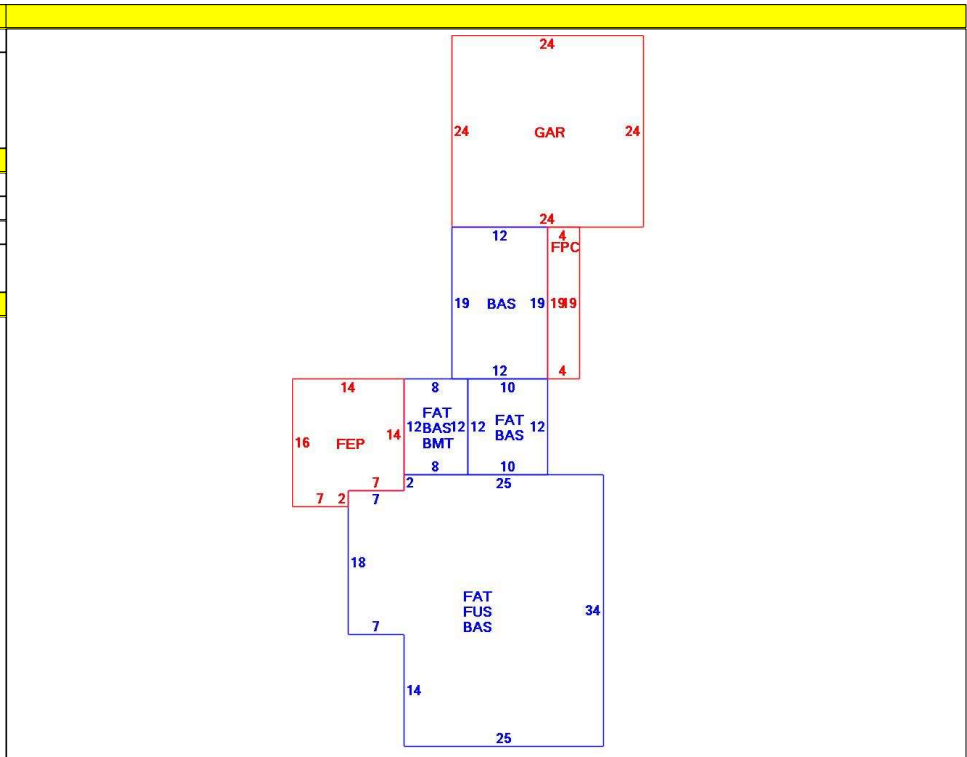 24
24 GAR 24
24
12 4
FPC
19 BAS 19 19 19
12 4
14 8 10
FAT FAT
12 BAS 12 12 BAS 12
BMT
16 FEP 14
8 10
7 2 25
7 2 7
18
FAT
FUS 34
BAS
7
14
25